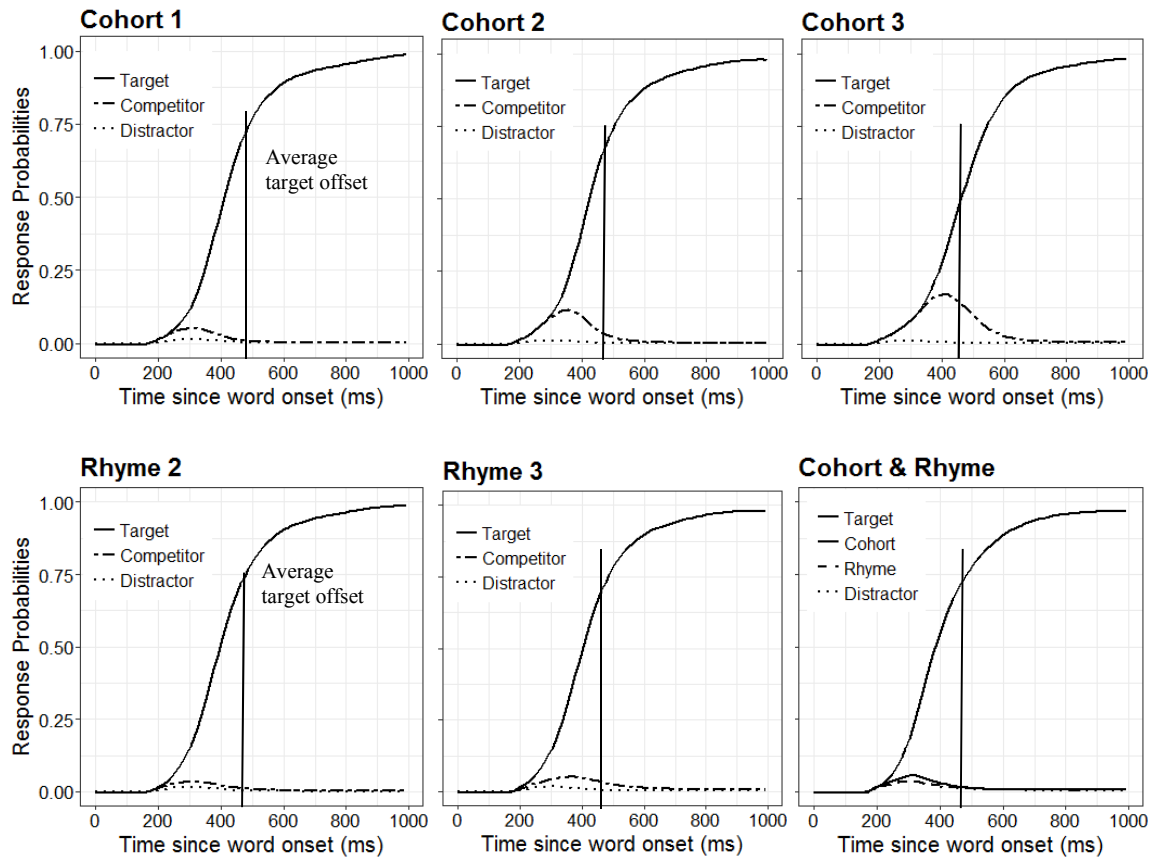 Cohort 1
Cohort 2
Cohort 3
Response Probabilities
1.00
0.75
0.50
0.25
0.00
Target
Competitor
Distractor
Average
target offset
Target
Competitor
Distractor
Target
Competitor
Distractor
0 200 400 600 800 1000
0 200 400 600 800 1000
0 200 400 600 800 1000
Time since word onset (ms)
Time since word onset (ms)
Time since word onset (ms)
Rhyme 2
Rhyme 3
Cohort & Rhyme
Response Probabilities
1.00
0.75
0.50
0.25
0.00
Target
Competitor
Distractor
Average
target offset
Target
Competitor
Distractor
Target
Cohort
Rhyme
Distractor
0 200 400 600 800 1000
0 200 400 600 800 1000
0 200 400 600 800 1000
Time since word onset (ms)
Time since word onset (ms)
Time since word onset (ms)